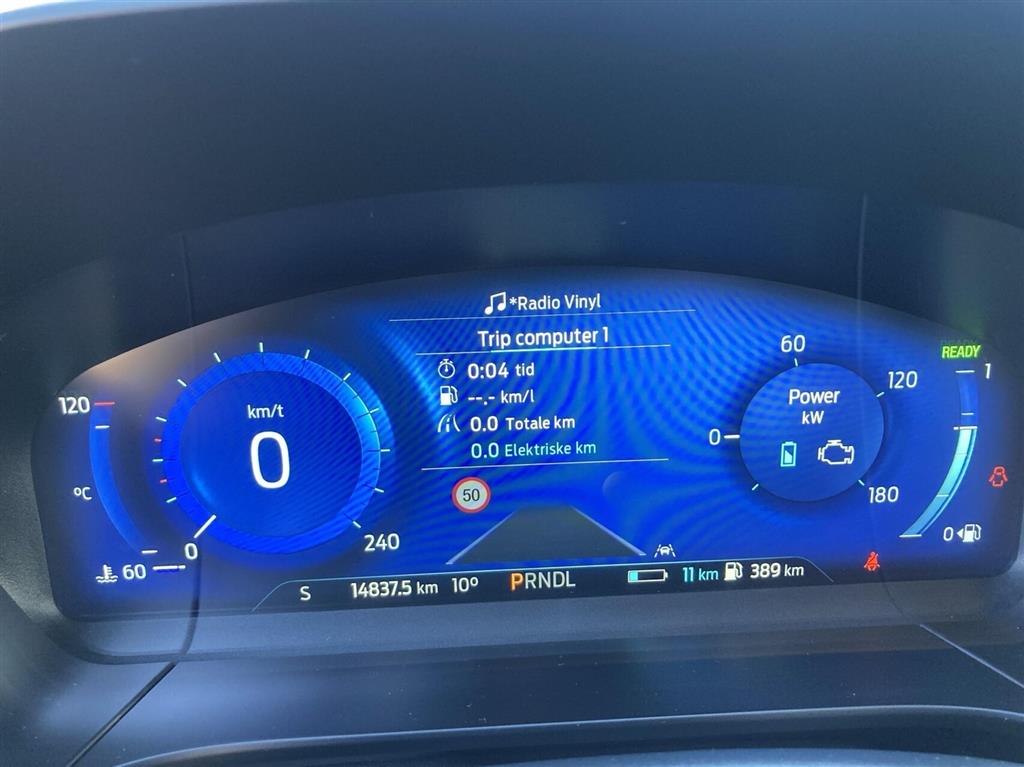 *Radio Vinyl
Trip computer 1
0:04 tid
--.- km/l
0.0 Totale km
0.0 Elektriske km
50
120
°C
60
km/t
0
0
240
60
READY
1
120
Power
kW
0
180
0
S 14837.5 km 10° PRNDL 11 km 389 km